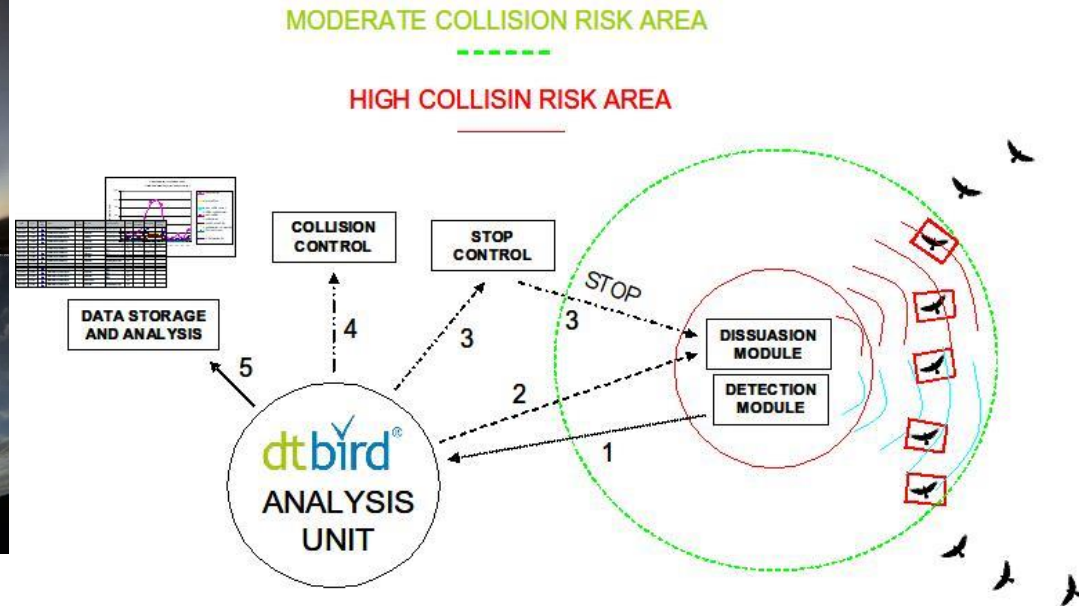 MODERATE COLLISION RISK AREA
HIGH COLLISIN RISK AREA
COLLISION
CONTROL
STOP
CONTROL
DATA STORAGE
AND ANALYSIS
STOP
3
4
3
5
2
1
DISSUASION
MODULE
DETECTION
MODULE
dtbird®
ANALYSIS
UNIT